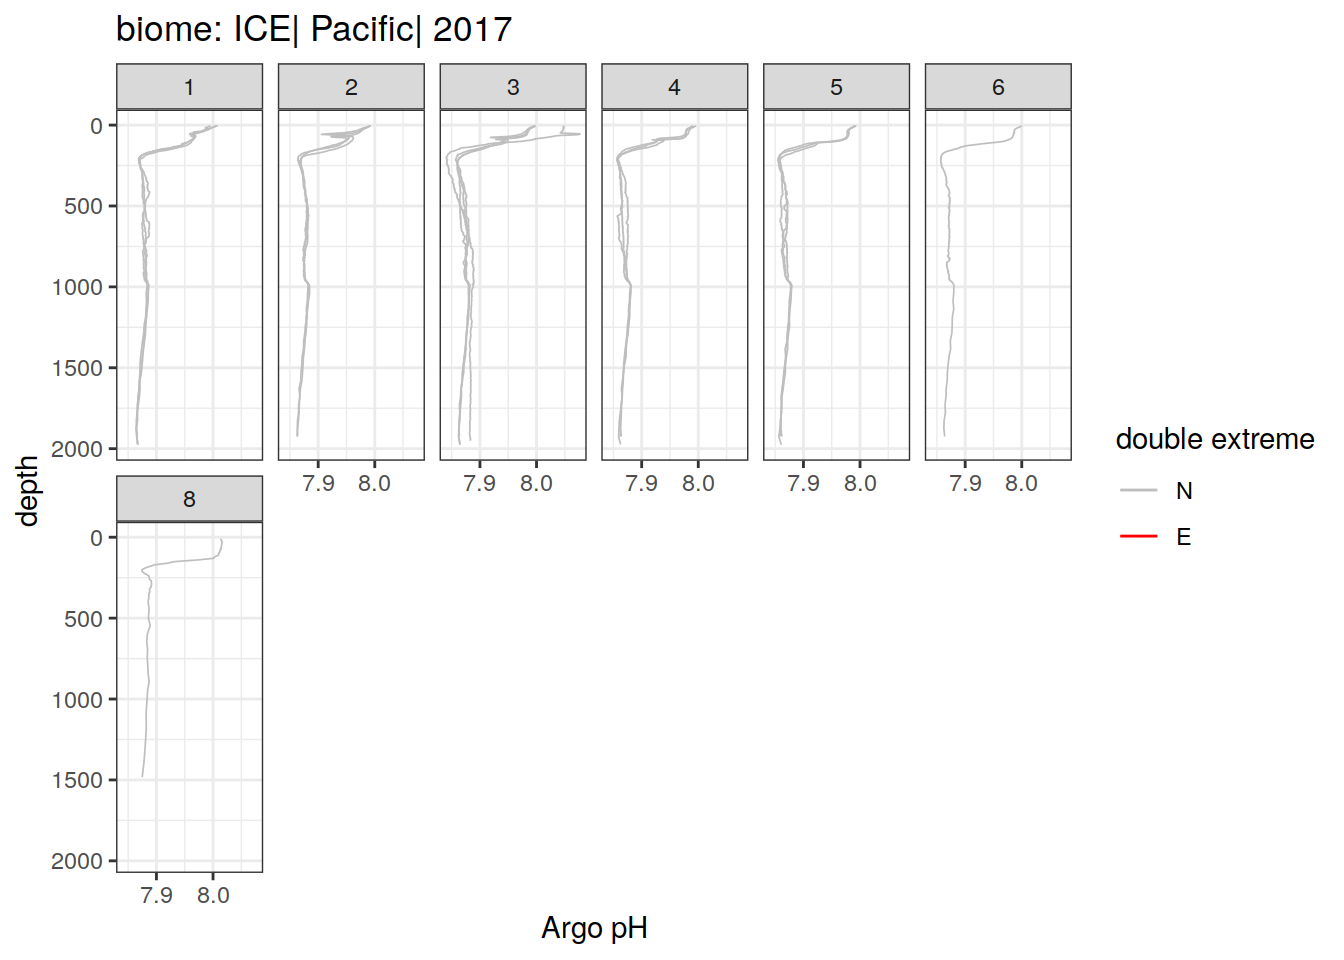 biome: ICE| Pacific| 2017
1 2 3 4 5 6
0
500
1000
1500
2000
7.9 8.0 7.9 8.0 7.9 8.0 7.9 8.0 7.9 8.0
8
0
500
1000
1500
2000
7.9 8.0
depth
Argo pH
double extreme
N
E